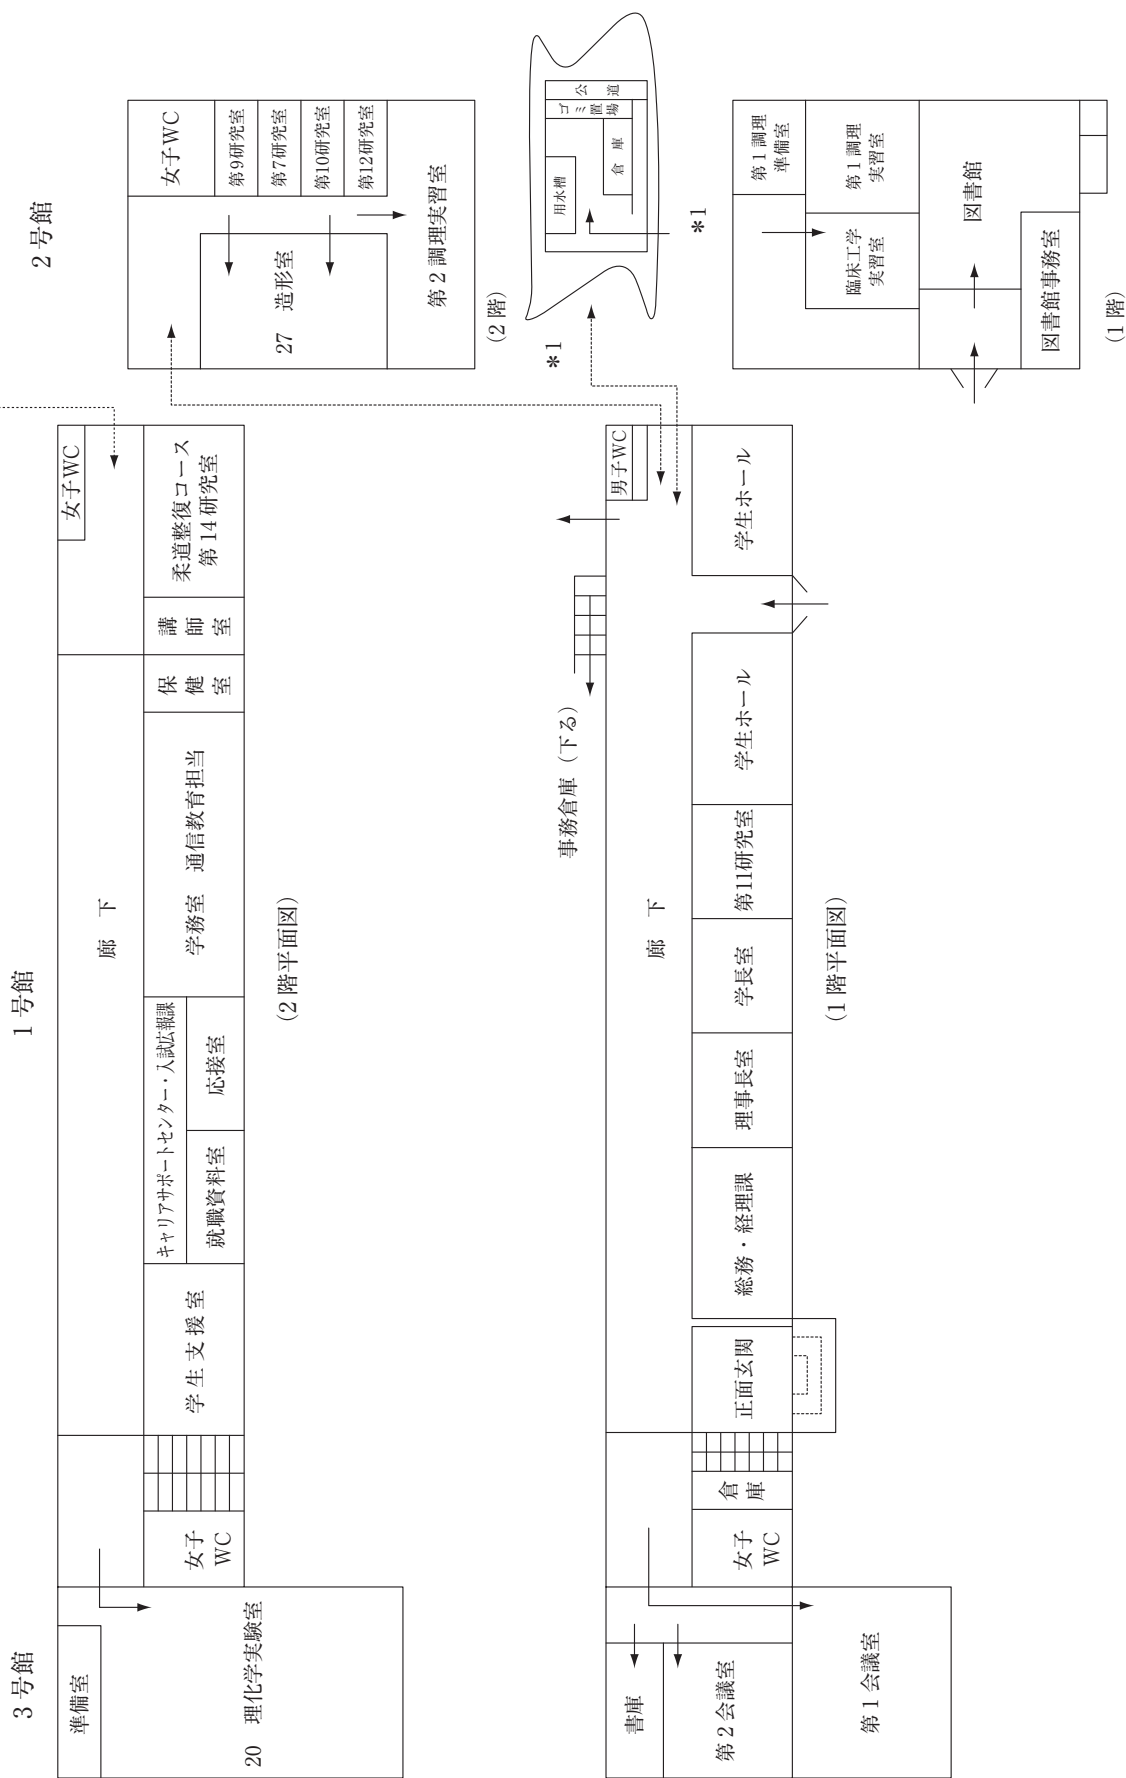 3 号館
1 号館
2 号館
準備室
20 理化学実験室
女子
WC
学 生 支 援 室
キャリアサポートセンター・入試広報課
就職資料室
応接室
学務室 通信教育担当
保健室
講師室
柔道整復コース
第 14 研究室
女子WC
廊 下
(2 階平面図)
女子WC
第9研究室
第7研究室
第10研究室
第12研究室
27 造形室
第 2 調理実習室
(2 階)
書庫
第 2 会議室
第 1 会議室
女子
WC
倉庫
正面玄関
総務・経理課
理事長室
学長室
第11研究室
学生ホール
学生ホール
男子WC
廊 下
事務倉庫（下る）
(1 階平面図)
*1
公道
ゴミ置場
倉 庫
用水槽
*1
第 1 調理
準備室
第 1 調理
実習室
臨床工学
実習室
図書館
図書館事務室
(1 階)